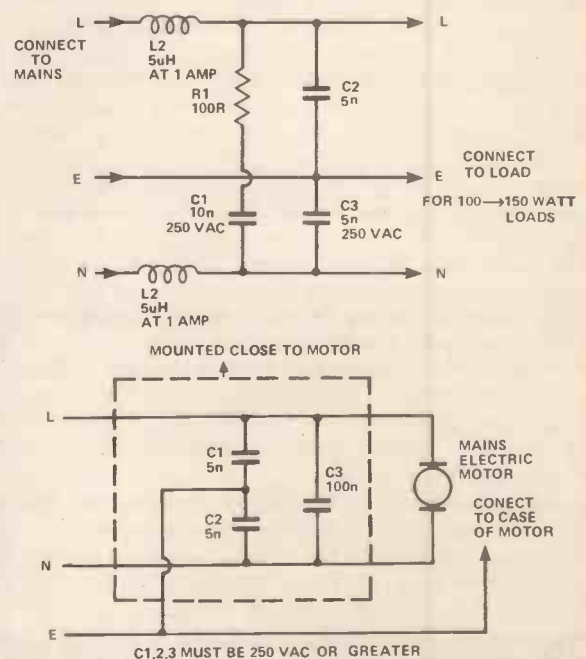 L
CONNECT
TO
MAINS
L2
5uH
AT 1 AMP
R1
100R
C2
5n
L
E
C1
10n
250 VAC
C3
5n
250 VAC
E
CONNECT
TO LOAD
FOR 100→150 WATT
LOADS
N
L2
5uH
AT 1 AMP
N
MOUNTED CLOSE TO MOTOR
L
C1
5n
C2
5n
C3
100n
MAINS
ELECTRIC
MOTOR
CONECT
TO CASE
OF MOTOR
N
E
C1,2,3 MUST BE 250 VAC OR GREATER